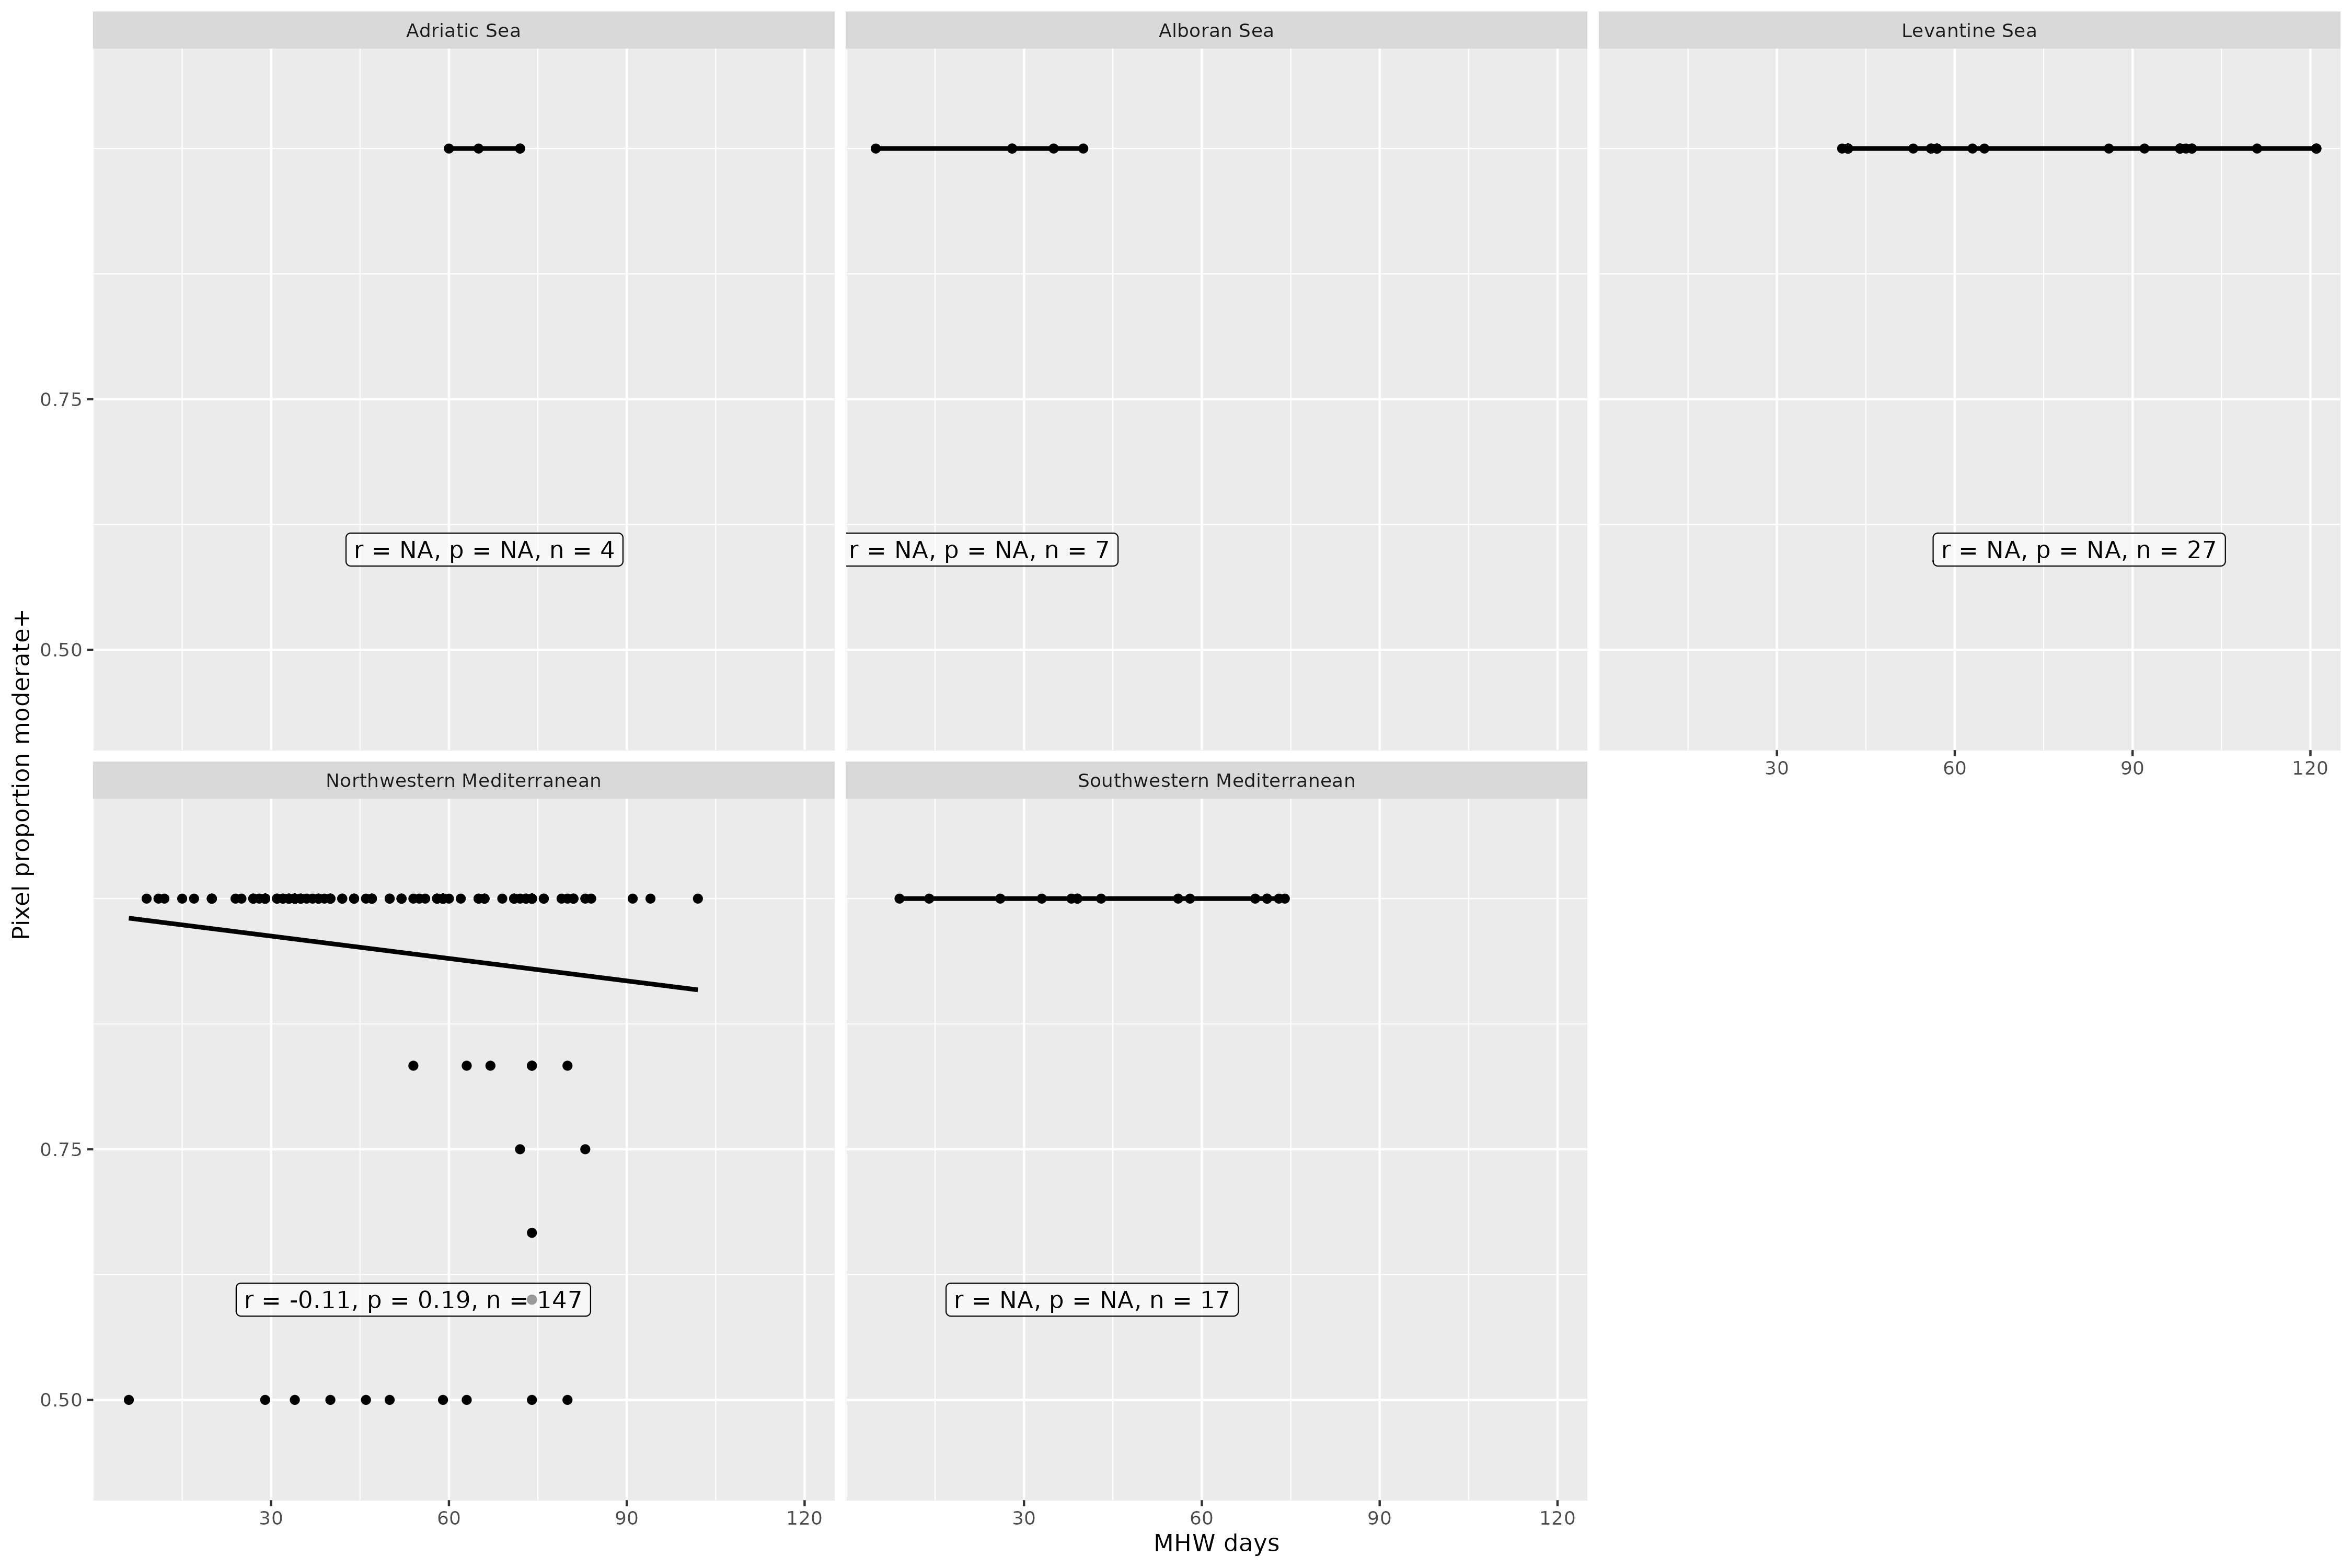 Adriatic Sea
Alboran Sea
Levantine Sea
0.75
0.50
r = NA, p = NA, n = 4
r = NA, p = NA, n = 7
r = NA, p = NA, n = 27
30 60 90 120
Pixel proportion moderate+
Northwestern Mediterranean
Southwestern Mediterranean
0.75
0.50
r = -0.11, p = 0.19, n = 147
r = NA, p = NA, n = 17
30 60 90 120
30 60 90 120
MHW days